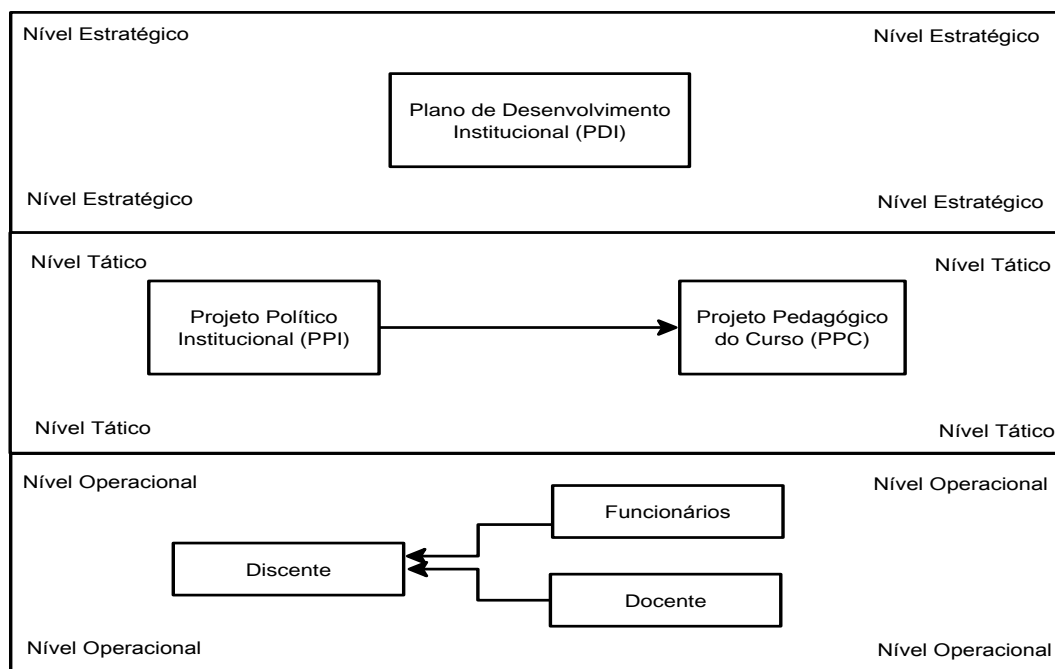 Nível Estratégico
Nível Estratégico
Plano de Desenvolvimento
Institucional (PDI)
Nível Estratégico
Nível Estratégico
Nível Tático
Nível Tático
Projeto Político
Institucional (PPI)
Projeto Pedagógico
do Curso (PPC)
Nível Tático
Nível Tático
Nível Operacional
Nível Operacional
Funcionários
Discente
Docente
Nível Operacional
Nível Operacional